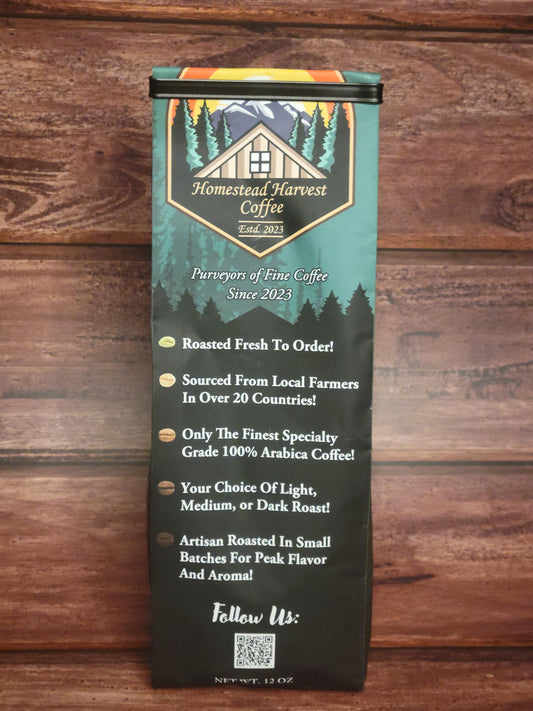 Homestead Harvest
Coffee
Estd. 2023
Purveyors of Fine Coffee
Since 2023
Roasted Fresh To Order!
Sourced From Local Farmers
In Over 20 Countries!
Only The Finest Specialty
Grade 100% Arabica Coffee!
Your Choice Of Light,
Medium, or Dark Roast!
Artisan Roasted In Small
Batches For Peak Flavor
And Aroma!
Follow Us:
NET WT. 12 OZ